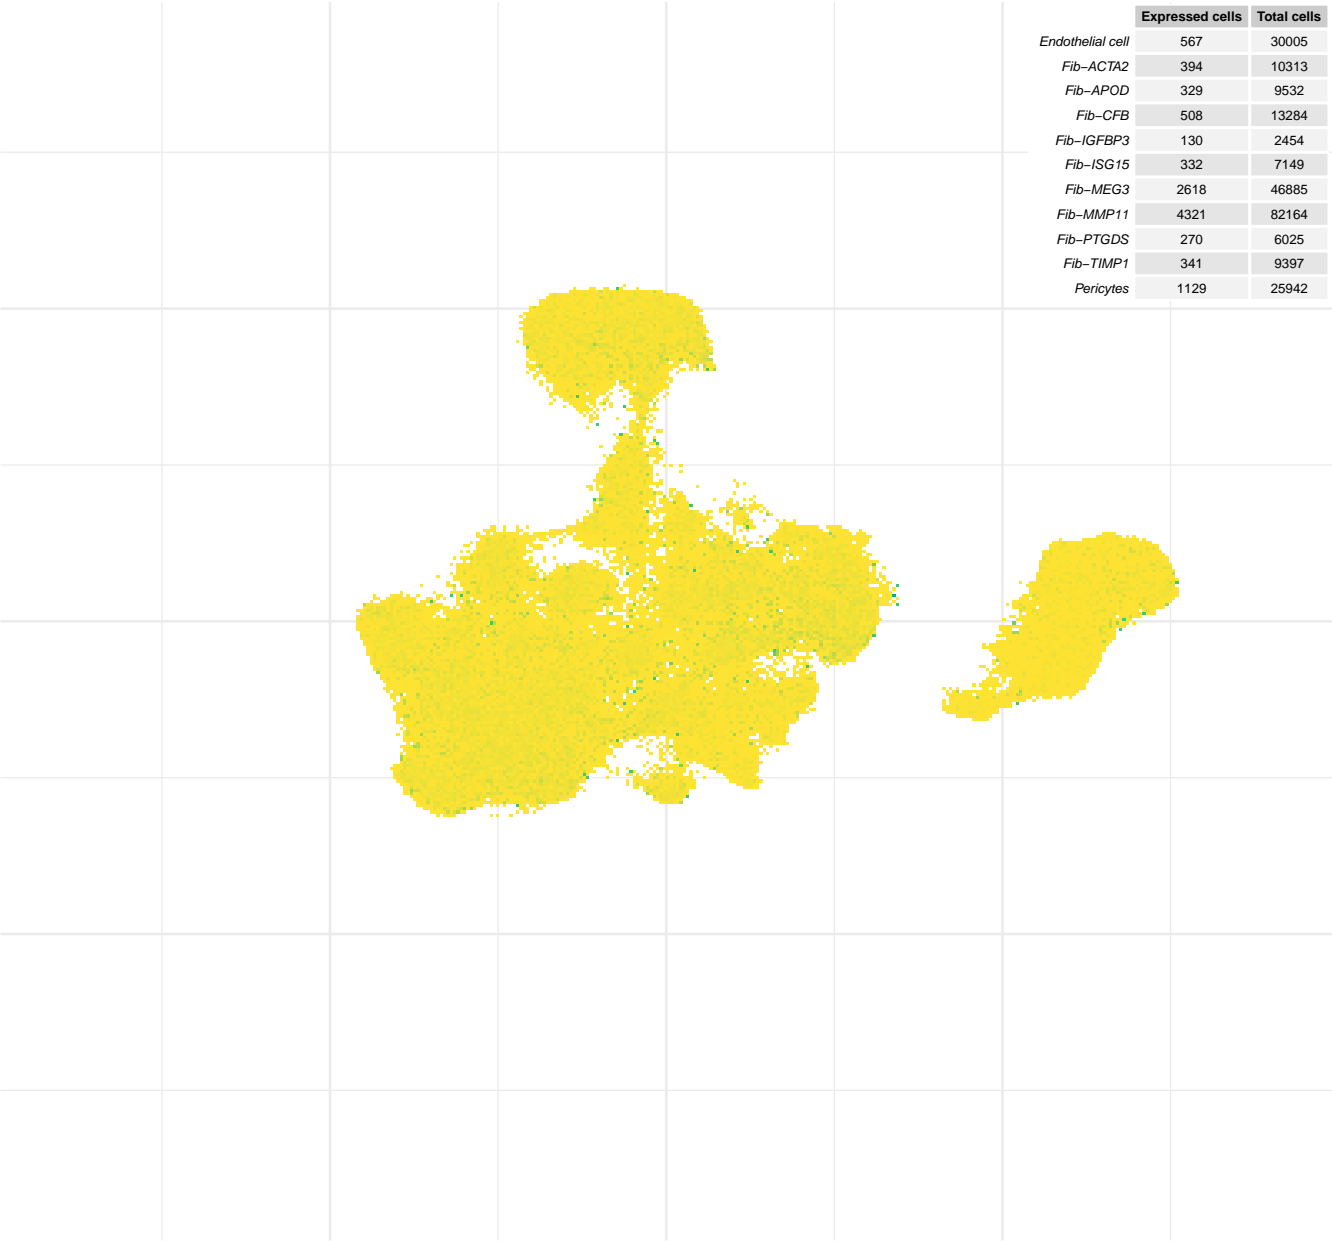 Expressed cells Total cells
Endothelial cell 567 30005
Fib−ACTA2 394 10313
Fib−APOD 329 9532
Fib−CFB 508 13284
Fib−IGFBP3 130 2454
Fib−ISG15 332 7149
Fib−MEG3 2618 46885
Fib−MMP11 4321 82164
Fib−PTGDS 270 6025
Fib−TIMP1 341 9397
Pericytes 1129 25942